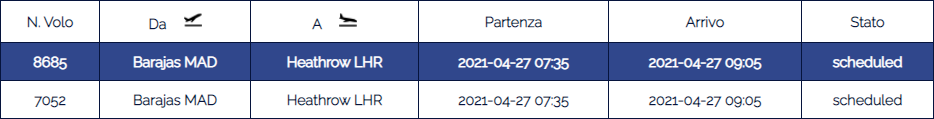 N. Volo Da A Partenza Arrivo Stato
8685 Barajas MAD Heathrow LHR 2021-04-27 07:35 2021-04-27 09:05 scheduled
7052 Barajas MAD Heathrow LHR 2021-04-27 07:35 2021-04-27 09:05 scheduled